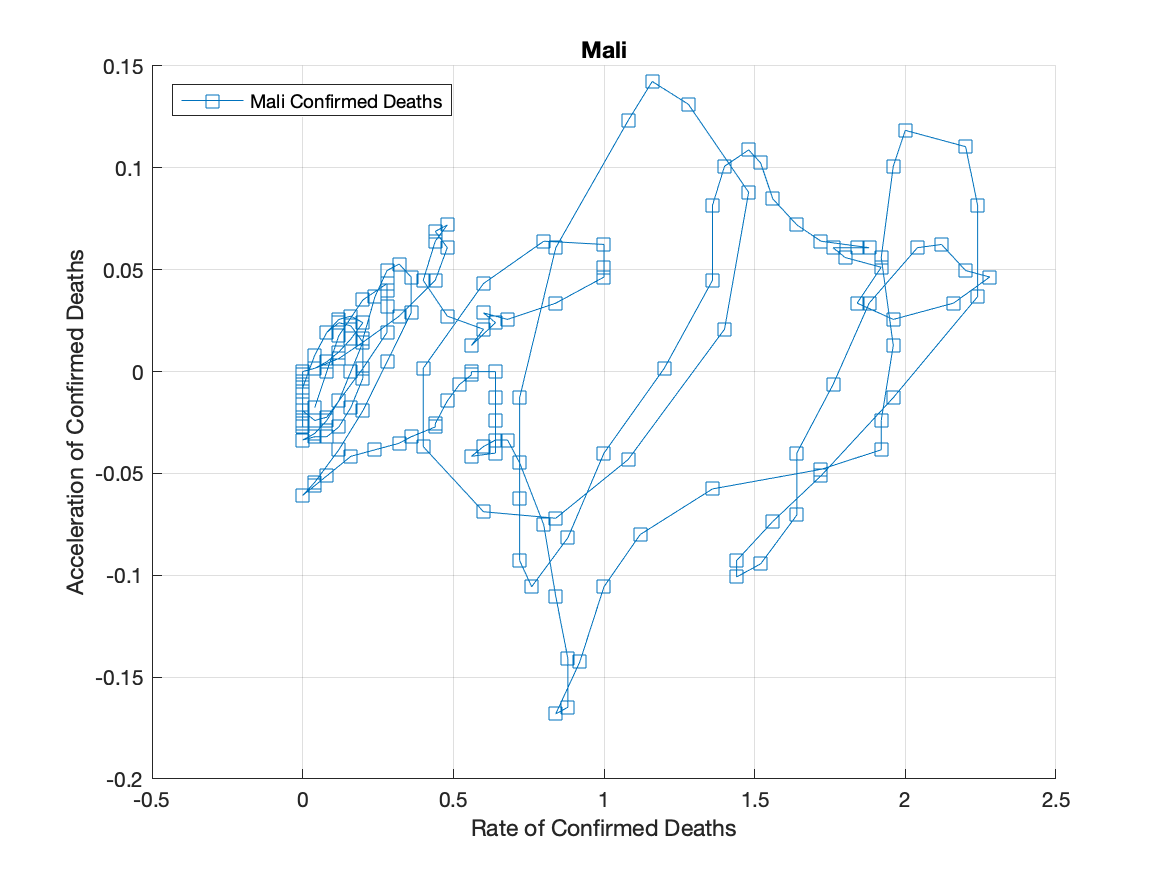 Mali
Mali Confirmed Deaths
Acceleration of Confirmed Deaths
0.15
0.1
0.05
0
-0.05
-0.1
-0.15
-0.2
-0.5 0 0.5 1 1.5 2 2.5
Rate of Confirmed Deaths